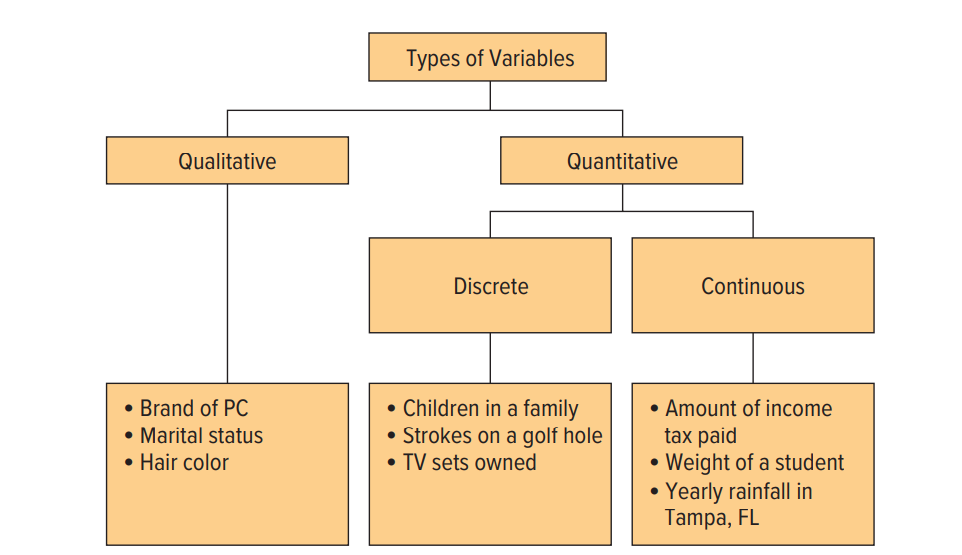 Types of Variables
Qualitative
Quantitative
Discrete
Continuous
• Brand of PC
• Marital status
• Hair color
• Children in a family
• Strokes on a golf hole
• TV sets owned
• Amount of income
tax paid
• Weight of a student
• Yearly rainfall in
Tampa, FL